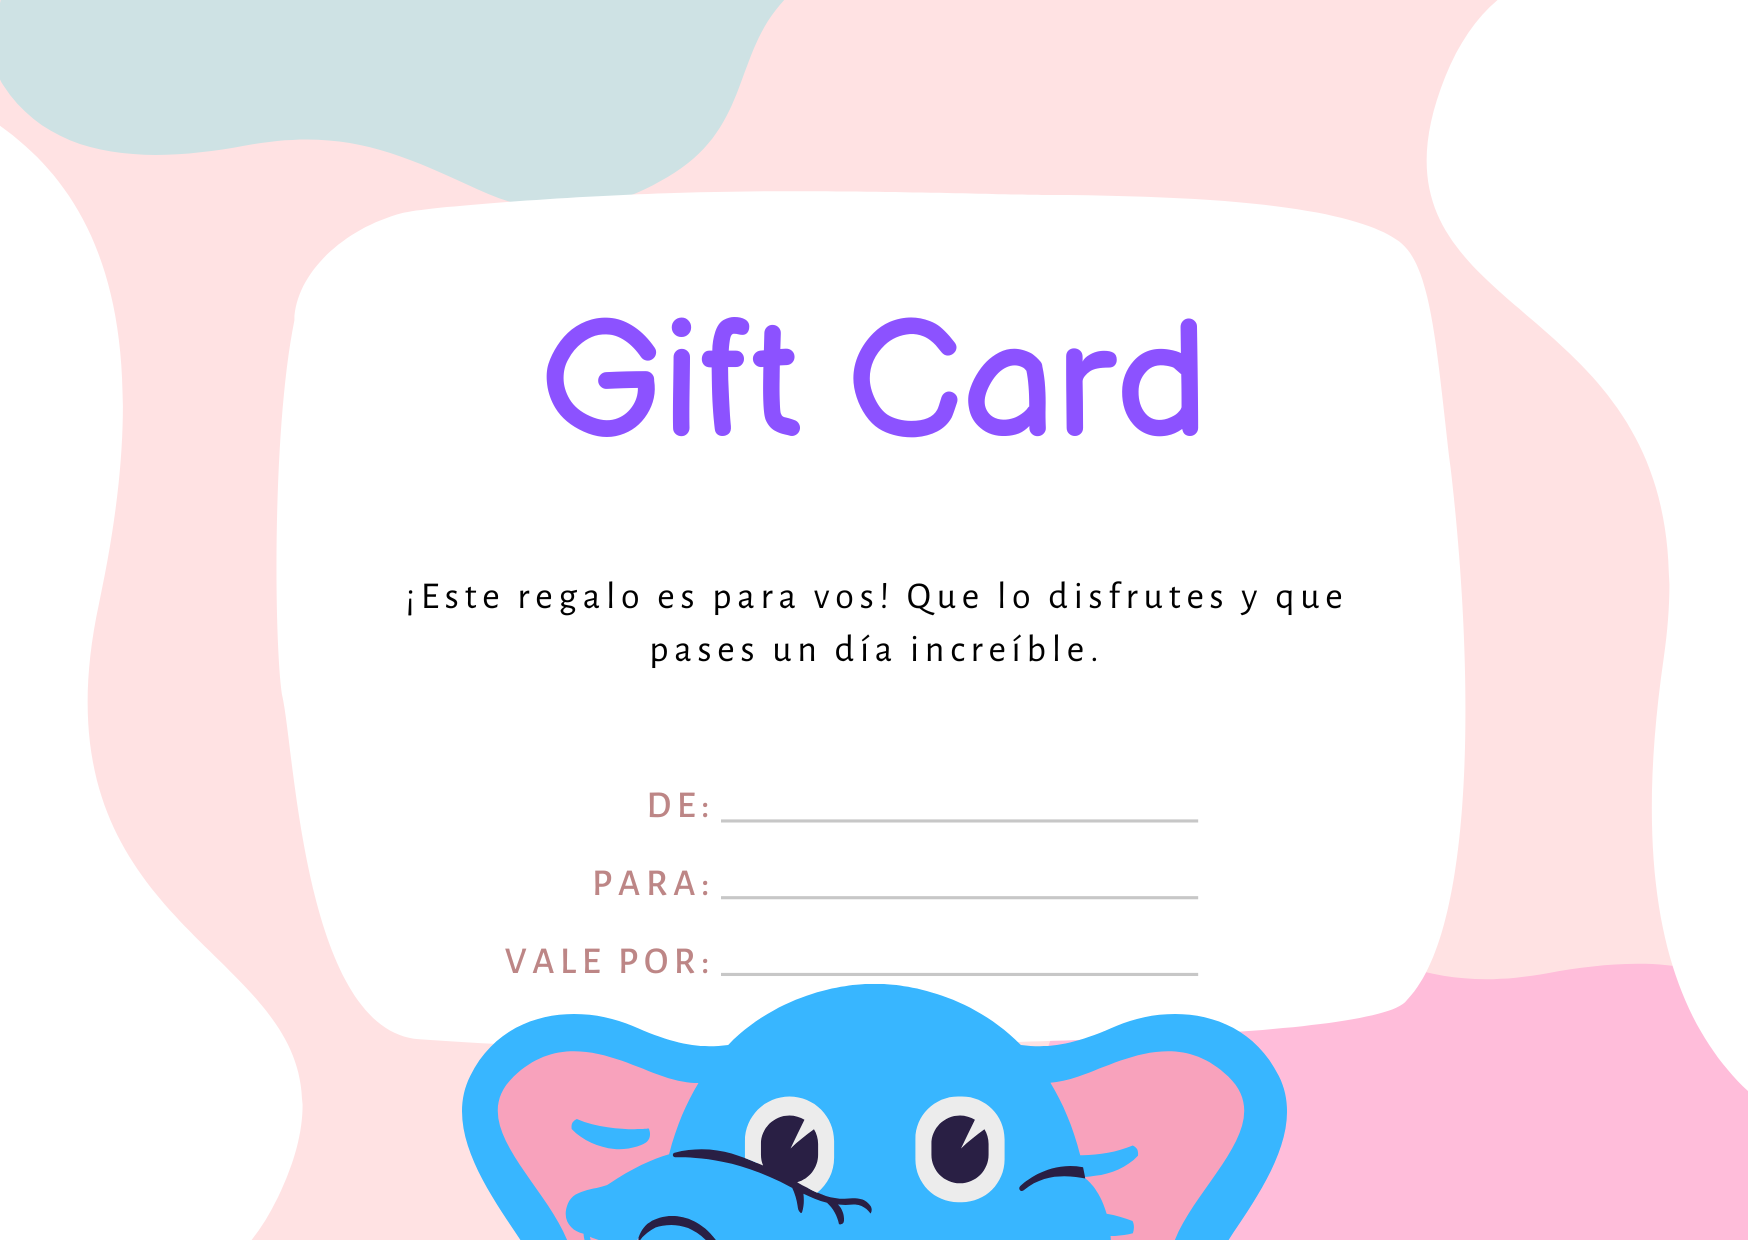 Gift Card
¡Este regalo es para vos! Que lo disfrutes y que
pases un día increíble.
DE:
PARA:
VALE POR: